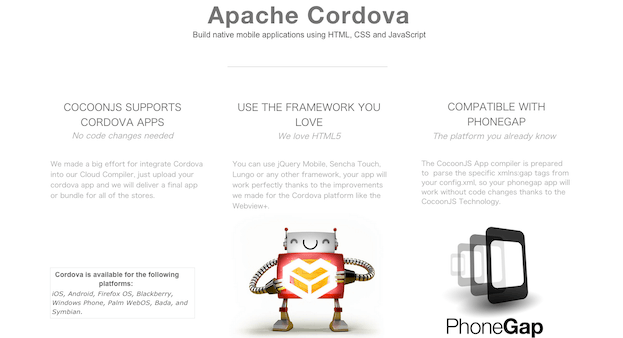 Apache Cordova
Build native mobile applications using HTML, CSS and JavaScript
COCOONJS SUPPORTS
CORDOVA APPS
No code changes needed
We made a big effort for integrate Cordova
into our Cloud Compiler, just upload your
cordova app and we will deliver a final app
or bundle for all of the stores.
Cordova is available for the following
platforms:
iOS, Android, Firefox OS, Blackberry,
Windows Phone, Palm WebOS, Bada, and
Symbian.
USE THE FRAMEWORK YOU
LOVE
We love HTML5
You can use jQuery Mobile, Sencha Touch,
Lungo or any other framework, your app will
work perfectly thanks to the improvements
we made for the Cordova platform like the
Webview+.
COMPATIBLE WITH
PHONEGAP
The platform you already know
The CocoonJS App compiler is prepared
to parse the specific xmlns:gap tags from
your config.xml. so your phonegap app will
work without code changes thanks to the
CocoonJS Technology.
PhoneGap